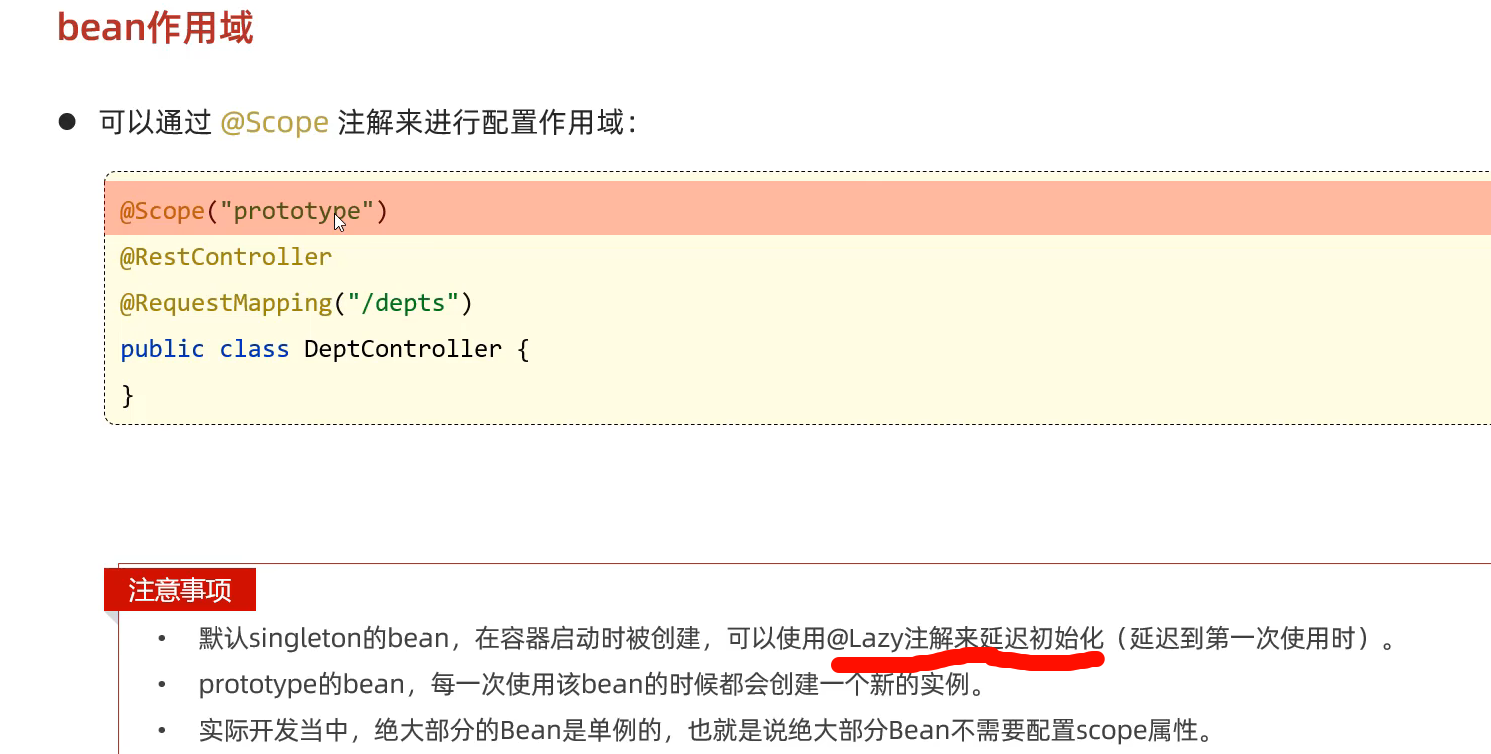 bean作用域
● 可以通过 @Scope 注解来进行配置作用域：
@Scope("prototype")
@RestController
@RequestMapping("/depts")
public class DeptController {
}
注意事项
• 默认singleton的bean，在容器启动时被创建，可以使用@Lazy注解来延迟初始化（延迟到第一次使用时）。
• prototype的bean，每一次使用该bean的时候都会创建一个新的实例。
• 实际开发当中，绝大部分的Bean是单例的，也就是说绝大部分Bean不需要配置scope属性。